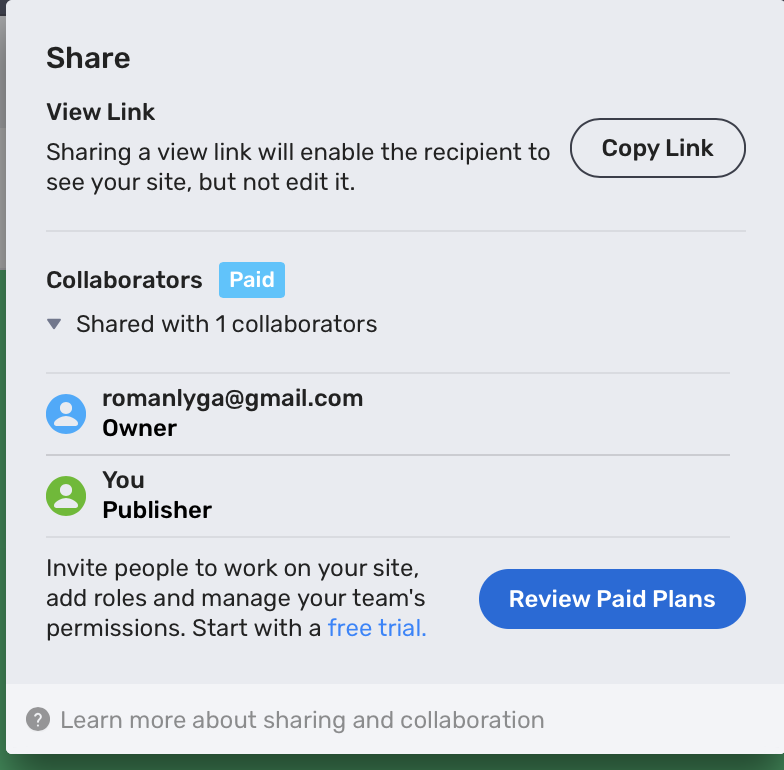 Share
View Link
Sharing a view link will enable the recipient to
see your site, but not edit it.
Copy Link
Collaborators Paid
Shared with 1 collaborators
romanlyga@gmail.com
Owner
You
Publisher
Invite people to work on your site,
add roles and manage your team's
permissions. Start with a free trial.
Review Paid Plans
? Learn more about sharing and collaboration